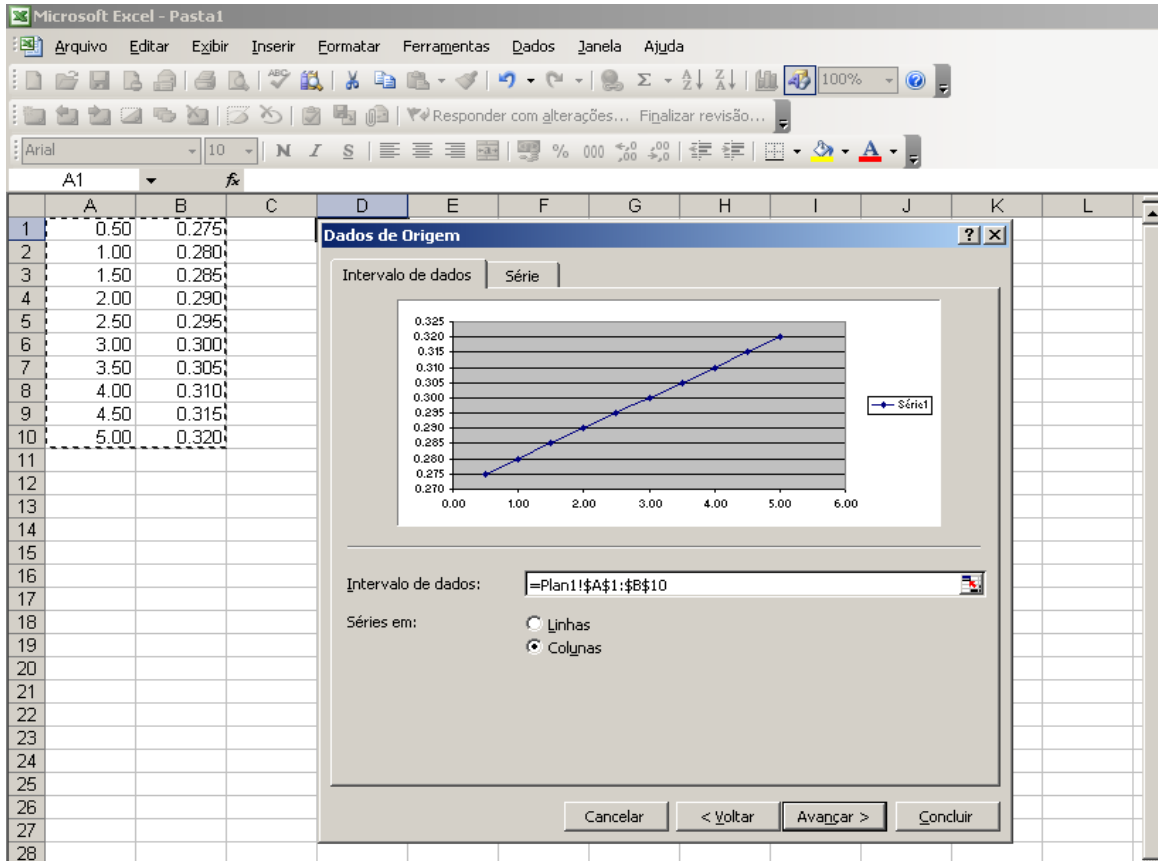 Microsoft Excel - Pasta1
Arquivo Editar Exibir Inserir Formatar Ferramentas Dados Janela Ajuda
100%
Responder com alterações... Finalizar revisão...
Arial 10 N I S % 000
A1 fx
A B C D E F G H I J K L
1 0.50 0.275
2 1.00 0.280
3 1.50 0.285
4 2.00 0.290
5 2.50 0.295
6 3.00 0.300
7 3.50 0.305
8 4.00 0.310
9 4.50 0.315
10 5.00 0.320
11
12
13
14
15
16
17
18
19
20
21
22
23
24
25
26
27
28
Dados de Origem
Intervalo de dados Série
0.325
0.320
0.315
0.310
0.305
0.300
0.295
0.290
0.285
0.280
0.275
0.270
0.00 1.00 2.00 3.00 4.00 5.00 6.00
Série1
Intervalo de dados: =Plan1!$A$1:$B$10
Séries em: Linhas
Colunas
Cancelar < Voltar Avançar > Concluir